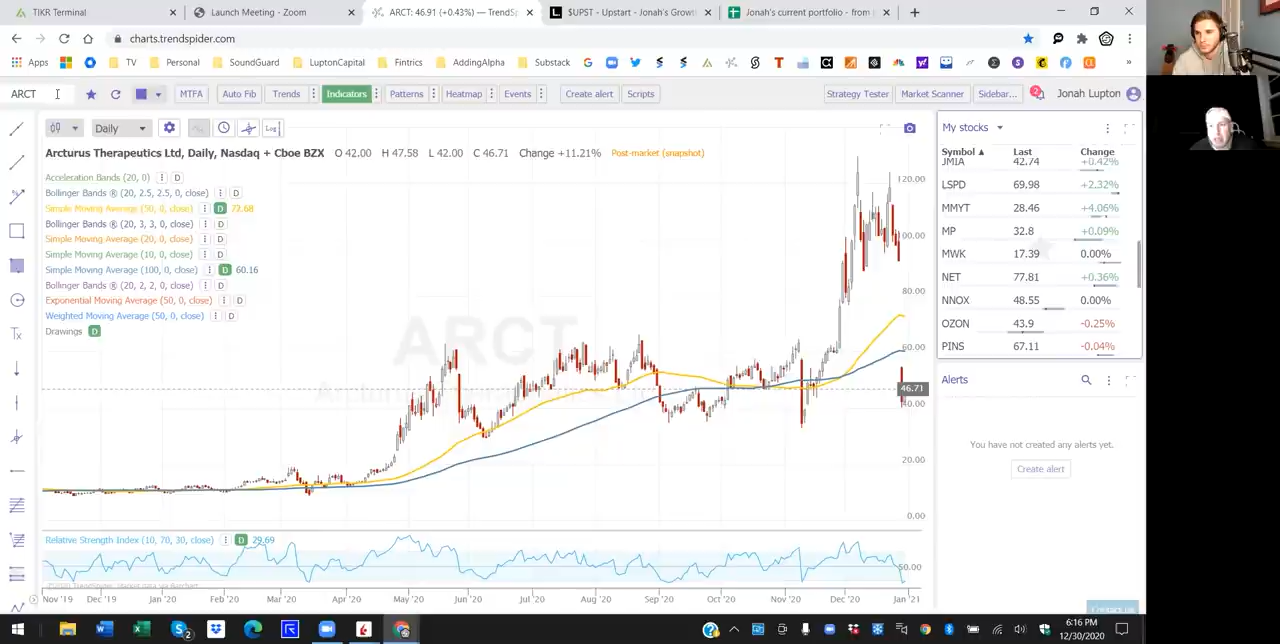 TIKR Terminal
Launch Meeting - Zoom
ARCT: 46.91 (+0.43%) — TrendSp
$UPST - Upstart - Jonah's Growth
Jonah's current portfolio - from i
charts.trendspider.com
Apps
TV
Personal
SoundGuard
LuptonCapital
Fintrics
AddingAlpha
Substack
ARCT
MTFA
Auto Fib
Trends
Indicators
Patterns
Heatmap
Events
Create alert
Scripts
Strategy Tester
Market Scanner
Sidebar...
2
Jonah Lupton
Daily
Log
Arcturus Therapeutics Ltd, Daily, Nasdaq + Cboe BZX O 42.00 H 47.58 L 42.00 C 46.71 Change +11.21% Post-market (snapshot)
Acceleration Bands (20, 0) D
Bollinger Bands ® (20, 2.5, 2.5, 0, close) D
Simple Moving Average (50, 0, close) D 72.68
Bollinger Bands ® (20, 3, 3, 0, close) D
Simple Moving Average (20, 0, close) D
Simple Moving Average (10, 0, close) D
Simple Moving Average (100, 0, close) D 60.16
Bollinger Bands ® (20, 2, 2, 0, close) D
Exponential Moving Average (50, 0, close) D
Weighted Moving Average (50, 0, close) D
Drawings D
ARCT
120.00
100.00
80.00
60.00
46.71
40.00
20.00
0.00
Relative Strength Index (10, 70, 30, close) D 29.69
50.00
©2020 TrendSpider. Market data via Barchart
Nov '19 Dec '19 Jan '20 Feb '20 Mar '20 Apr '20 May '20 Jun '20 Jul '20 Aug '20 Sep '20 Oct '20 Nov '20 Dec '20 Jan '21
My stocks
Symbol Last Change
JMIA 42.74 +0.42%
LSPD 69.98 +2.32%
MMYT 28.46 +4.06%
MP 32.8 +0.09%
MWK 17.39 0.00%
NET 77.81 +0.36%
NNOX 48.55 0.00%
OZON 43.9 -0.25%
PINS 67.11 -0.04%
Alerts
You have not created any alerts yet.
Create alert
Contact us
6:16 PM
12/30/2020